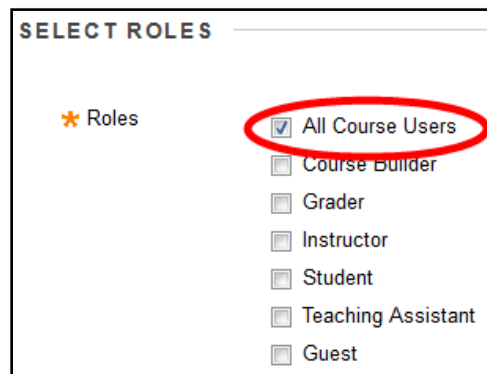 SELECT ROLES
Roles
All Course Users
Course Builder
Grader
Instructor
Student
Teaching Assistant
Guest